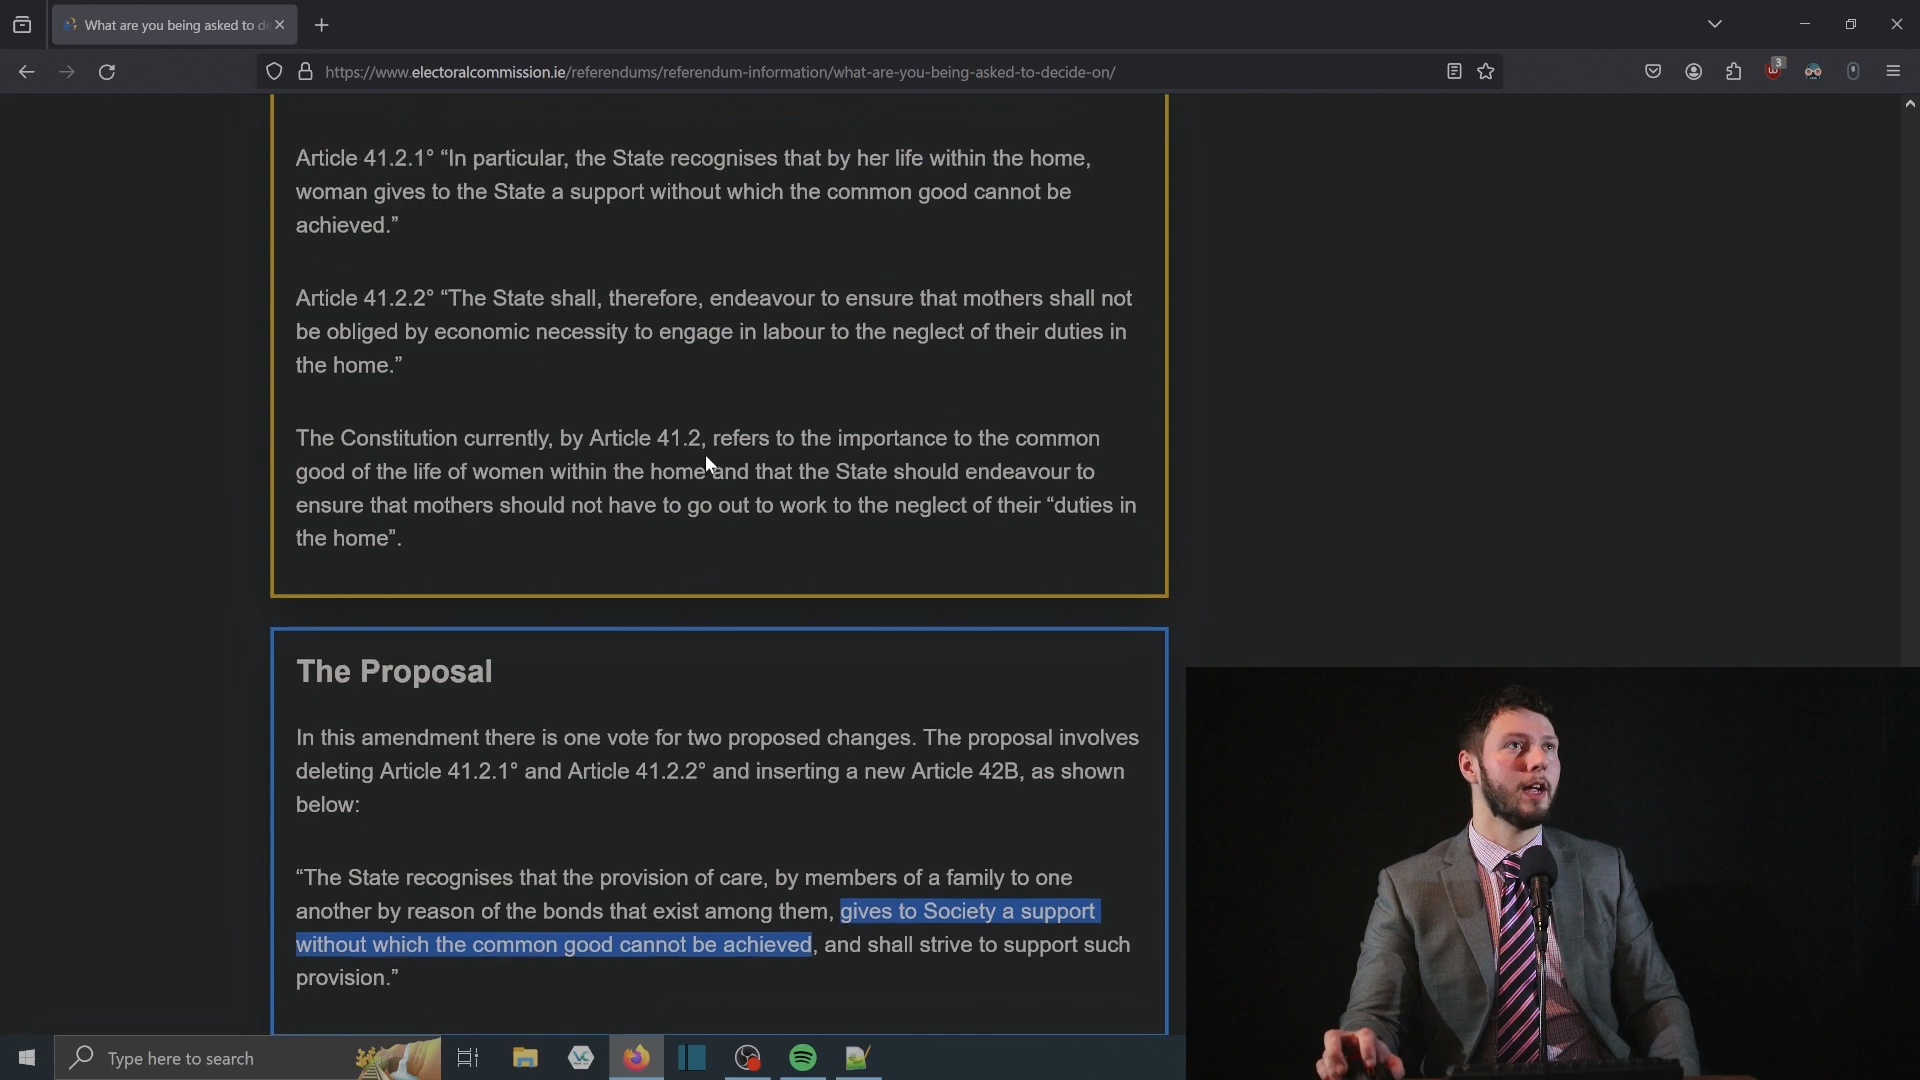 What are you being asked to de
https://www.electoralcommission.ie/referendums/referendum-information/what-are-you-being-asked-to-decide-on/
3
Article 41.2.1° “In particular, the State recognises that by her life within the home,
woman gives to the State a support without which the common good cannot be
achieved.”
Article 41.2.2° “The State shall, therefore, endeavour to ensure that mothers shall not
be obliged by economic necessity to engage in labour to the neglect of their duties in
the home.”
The Constitution currently, by Article 41.2, refers to the importance to the common
good of the life of women within the home and that the State should endeavour to
ensure that mothers should not have to go out to work to the neglect of their “duties in
the home”.
The Proposal
In this amendment there is one vote for two proposed changes. The proposal involves
deleting Article 41.2.1° and Article 41.2.2° and inserting a new Article 42B, as shown
below:
“The State recognises that the provision of care, by members of a family to one
another by reason of the bonds that exist among them, gives to Society a support
without which the common good cannot be achieved, and shall strive to support such
provision.”
Type here to search